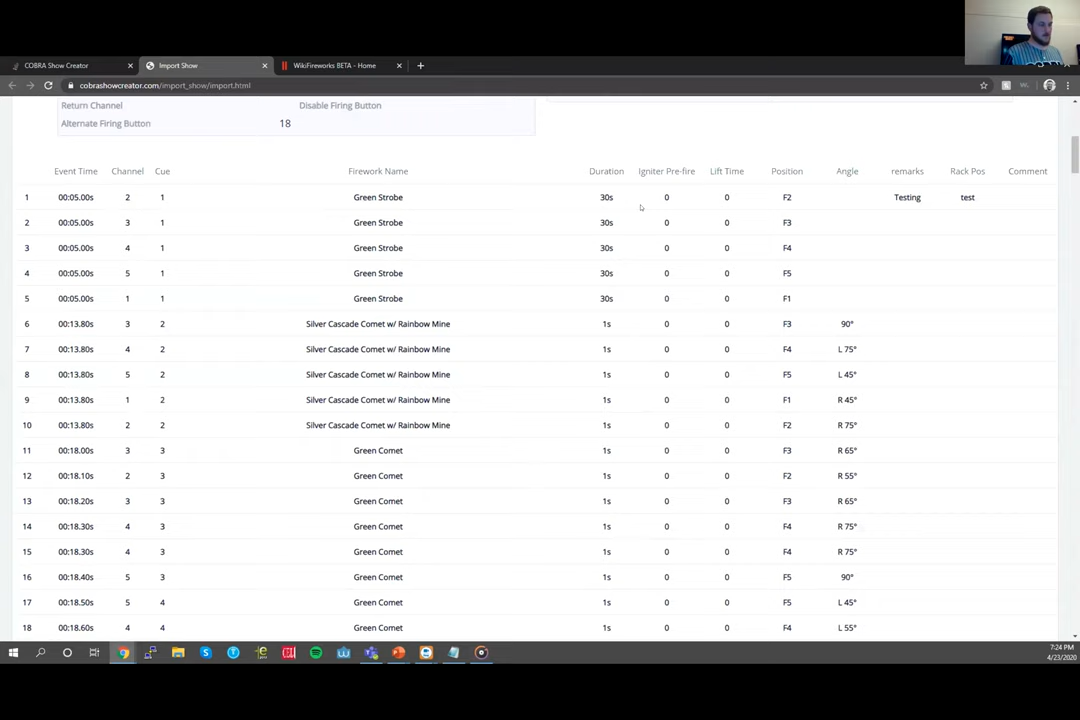 COBRA Show Creator Import Show WikiFireworks BETA - Home
cobrashowcreator.com/import_show/import.html
Return Channel Disable Firing Button
Alternate Firing Button 18
Event Time Channel Cue Firework Name Duration Igniter Pre-fire Lift Time Position Angle remarks Rack Pos Comment
1 00:05.00s 2 1 Green Strobe 30s 0 0 F2 Testing test
2 00:05.00s 3 1 Green Strobe 30s 0 0 F3
3 00:05.00s 4 1 Green Strobe 30s 0 0 F4
4 00:05.00s 5 1 Green Strobe 30s 0 0 F5
5 00:05.00s 1 1 Green Strobe 30s 0 0 F1
6 00:13.80s 3 2 Silver Cascade Comet w/ Rainbow Mine 1s 0 0 F3 90°
7 00:13.80s 4 2 Silver Cascade Comet w/ Rainbow Mine 1s 0 0 F4 L 75°
8 00:13.80s 5 2 Silver Cascade Comet w/ Rainbow Mine 1s 0 0 F5 L 45°
9 00:13.80s 1 2 Silver Cascade Comet w/ Rainbow Mine 1s 0 0 F1 R 45°
10 00:13.80s 2 2 Silver Cascade Comet w/ Rainbow Mine 1s 0 0 F2 R 75°
11 00:18.00s 3 3 Green Comet 1s 0 0 F3 R 65°
12 00:18.10s 2 3 Green Comet 1s 0 0 F2 R 55°
13 00:18.20s 3 3 Green Comet 1s 0 0 F3 R 65°
14 00:18.30s 4 3 Green Comet 1s 0 0 F4 R 75°
15 00:18.30s 4 3 Green Comet 1s 0 0 F4 R 75°
16 00:18.40s 5 3 Green Comet 1s 0 0 F5 90°
17 00:18.50s 5 4 Green Comet 1s 0 0 F5 L 45°
18 00:18.60s 4 4 Green Comet 1s 0 0 F4 L 55°
7:24 PM
4/23/2020